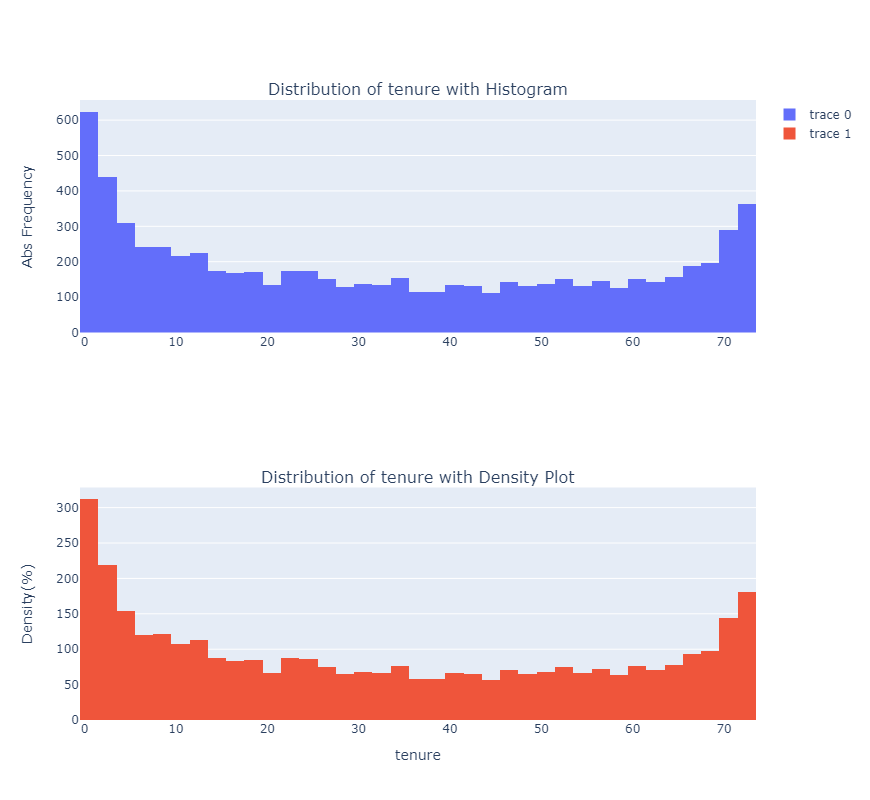 Distribution of tenure with Histogram
trace 0
trace 1
Abs Frequency
600
500
400
300
200
100
0
0 10 20 30 40 50 60 70
Distribution of tenure with Density Plot
Density(%)
300
250
200
150
100
50
0
0 10 20 30 40 50 60 70
tenure